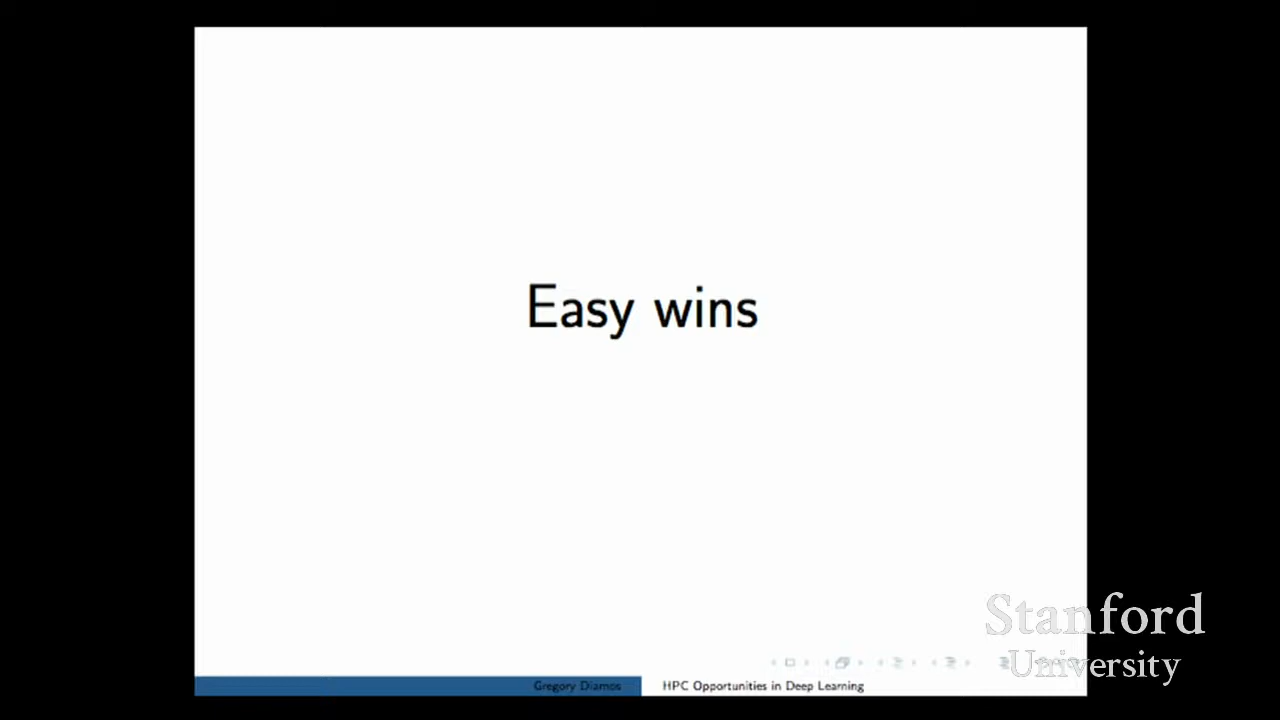 Easy wins
Stanford
University
Gregory Diamos
HPC Opportunities in Deep Learning